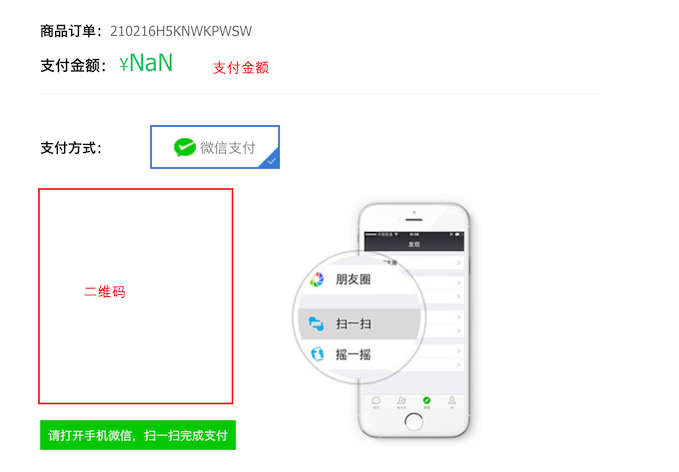 商品订单：210216H5KNWKPWSW
支付金额：¥NaN 支付金额
支付方式： 微信支付
发现
朋友圈
二维码
扫一扫
摇一摇
请打开手机微信，扫一扫完成支付